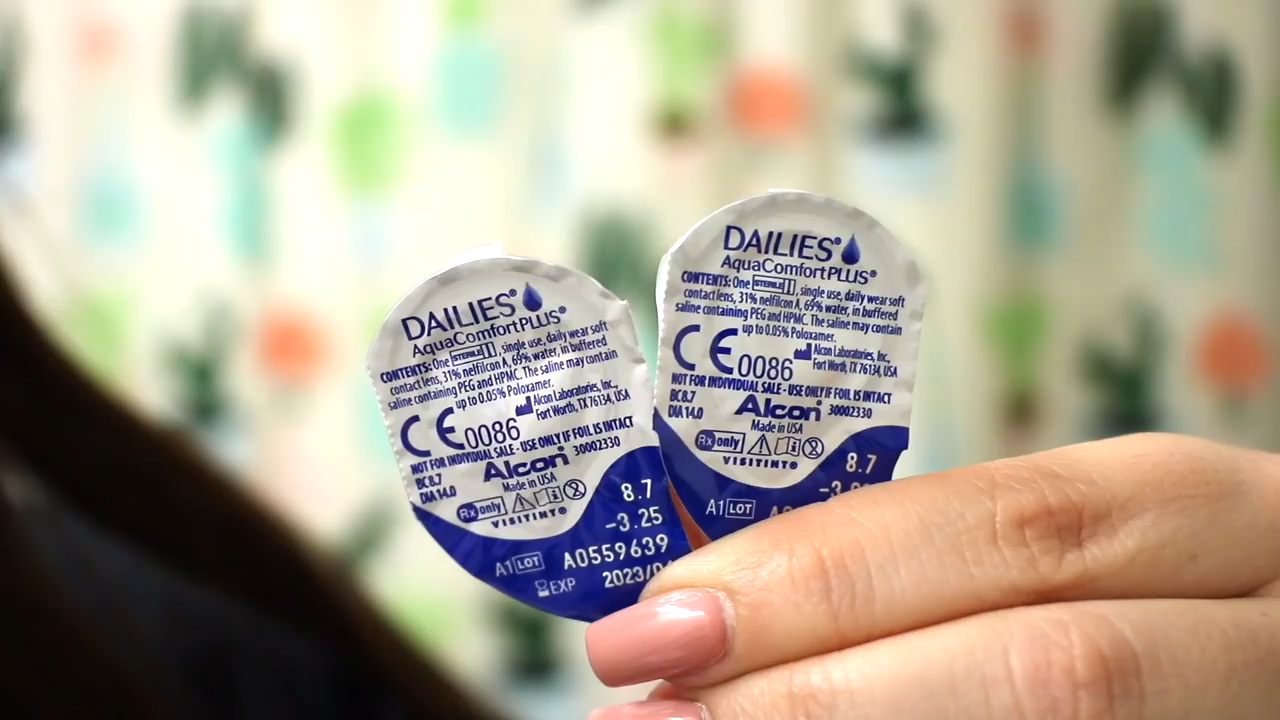 DAILIES®
AquaComfortPLUS®
CONTENTS: One STERILE, single use, daily wear soft
contact lens, 31% nelfilcon A, 69% water, in buffered
saline containing PEG and HPMC. The saline may contain
up to 0.05% Poloxamer.
CE 0086
Alcon Laboratories, Inc.,
Fort Worth, TX 76134, USA
NOT FOR INDIVIDUAL SALE - USE ONLY IF FOIL IS INTACT
BC 8.7
DIA 14.0
Alcon® 30002330
Made in USA
Rx only
VISITINT®
8.7
-3.25
A1 LOT A0559639
EXP 2023/0
DAILIES®
AquaComfortPLUS®
CONTENTS: One STERILE, single use, daily wear soft
contact lens, 31% nelfilcon A, 69% water, in buffered
saline containing PEG and HPMC. The saline may contain
up to 0.05% Poloxamer.
CE 0086
Alcon Laboratories, Inc.,
Fort Worth, TX 76134, USA
NOT FOR INDIVIDUAL SALE - USE ONLY IF FOIL IS INTACT
BC 8.7
DIA 14.0
Alcon® 30002330
Made in USA
Rx only
VISITINT®
8.7
A1 LOT